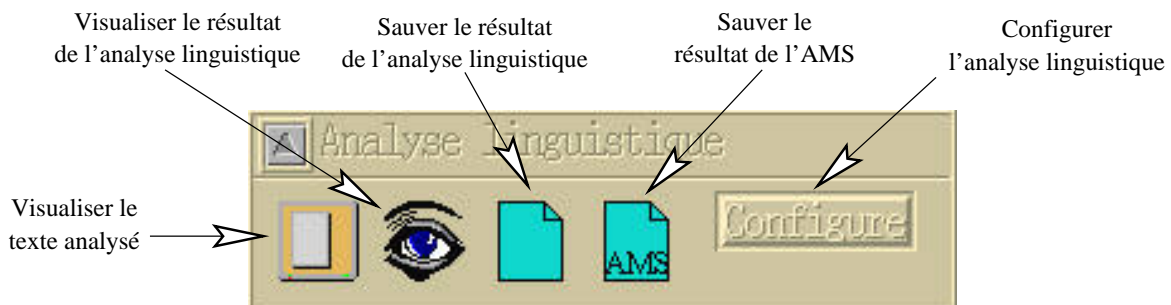 Visualiser le résultat
de l’analyse linguistique
Sauver le résultat
de l’analyse linguistique
Sauver le
résultat de l’AMS
Configurer
l’analyse linguistique
A Analyse linguistique
Visualiser le
texte analysé
AMS
Configure